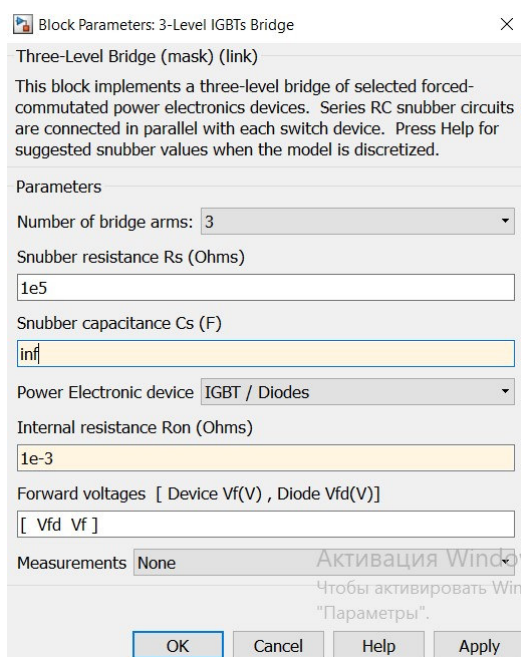 Block Parameters: 3-Level IGBTs Bridge
Three-Level Bridge (mask) (link)
This block implements a three-level bridge of selected forced-
commutated power electronics devices. Series RC snubber circuits
are connected in parallel with each switch device. Press Help for
suggested snubber values when the model is discretized.
Parameters
Number of bridge arms: 3
Snubber resistance Rs (Ohms)
1e5
Snubber capacitance Cs (F)
inf
Power Electronic device IGBT / Diodes
Internal resistance Ron (Ohms)
1e-3
Forward voltages [ Device Vf(V) , Diode Vfd(V)]
[ Vfd Vf ]
Measurements None
Активация Windo
Чтобы активировать Win
"Параметры".
OK Cancel Help Apply